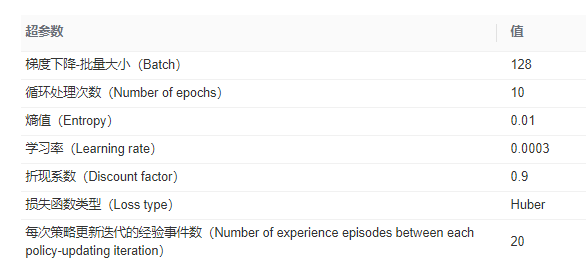 超参数 值
梯度下降-批量大小（Batch） 128
循环处理次数（Number of epochs） 10
熵值（Entropy） 0.01
学习率（Learning rate） 0.0003
折现系数（Discount factor） 0.9
损失函数类型（Loss type） Huber
每次策略更新迭代的经验事件数（Number of experience episodes between each
policy-updating iteration） 20